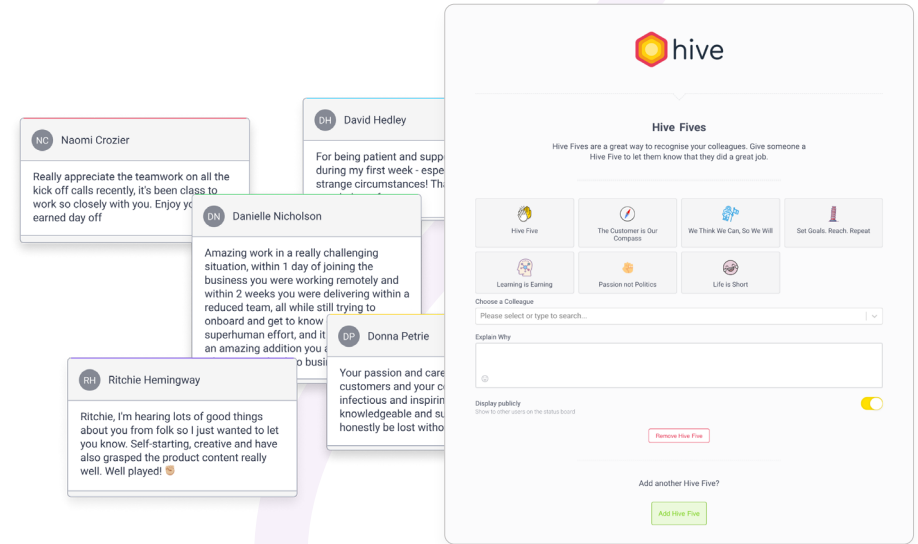 NC Naomi Crozier
Really appreciate the teamwork on all the
kick off calls recently, it's been class to
work so closely with you. Enjoy yo
earned day off
DH David Hedley
For being patient and supp
during my first week - espe
strange circumstances! Tha
DN Danielle Nicholson
Amazing work in a really challenging
situation, within 1 day of joining the
business you were working remotely and
within 2 weeks you were delivering within a
reduced team, all while still trying to
onboard and get to know
superhuman effort, and it
an amazing addition you a
o busi
DP Donna Petrie
Your passion and care
customers and your co
infectious and inspirin
knowledgeable and su
honestly be lost witho
RH Ritchie Hemingway
Ritchie, I'm hearing lots of good things
about you from folk so I just wanted to let
you know. Self-starting, creative and have
also grasped the product content really
well. Well played! ✊🏼
hive
Hive Fives
Hive Fives are a great way to recognise your colleagues. Give someone a
Hive Five to let them know that they did a great job.
Hive Five
The Customer is Our
Compass
We Think We Can, So We Will
Set Goals. Reach. Repeat
Learning is Earning
Passion not Politics
Life is Short
Choose a Colleague
Please select or type to search...
Explain Why
Display publicly
Show to other users on the status board
Remove Hive Five
Add another Hive Five?
Add Hive Five